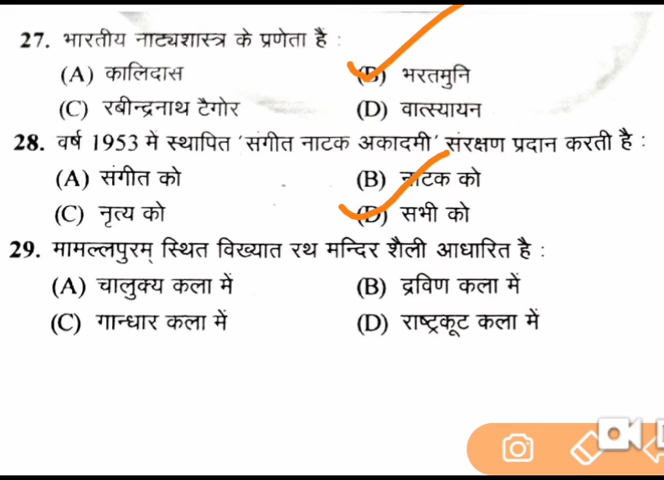 27. भारतीय नाट्यशास्त्र के प्रणेता हैं :
(A) कालिदास (B) भरतमुनि
(C) रबीन्द्रनाथ टैगोर (D) वात्स्यायन
28. वर्ष 1953 में स्थापित 'संगीत नाटक अकादमी' संरक्षण प्रदान करती है :
(A) संगीत को (B) नाटक को
(C) नृत्य को (D) सभी को
29. मामल्लपुरम् स्थित विख्यात रथ मन्दिर शैली आधारित है :
(A) चालुक्य कला में (B) द्रविण कला में
(C) गान्धार कला में (D) राष्ट्रकूट कला में